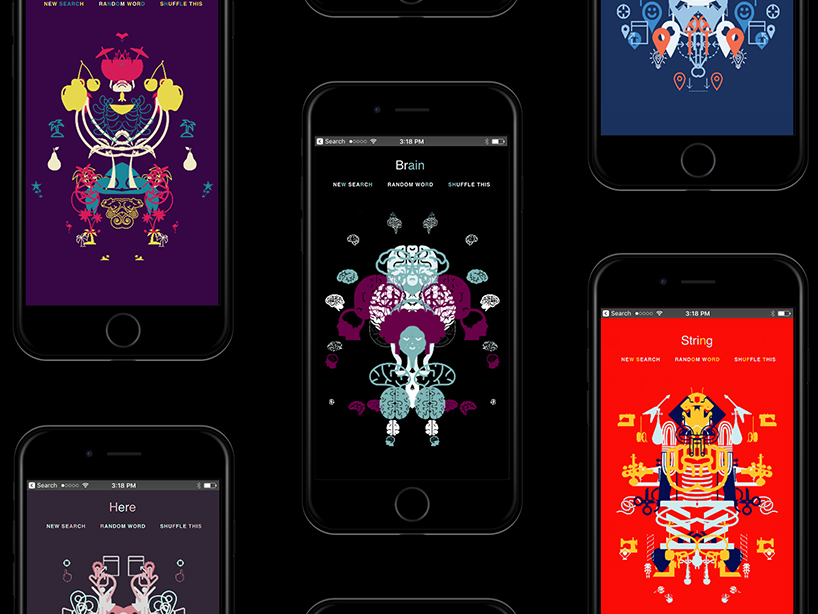 NEW SEARCH RANDOM WORD SHUFFLE THIS
Search 3:18 PM
Brain
NEW SEARCH RANDOM WORD SHUFFLE THIS
Search 3:18 PM
String
NEW SEARCH RANDOM WORD SHUFFLE THIS
Search 3:18 PM
Here
NEW SEARCH RANDOM WORD SHUFFLE THIS